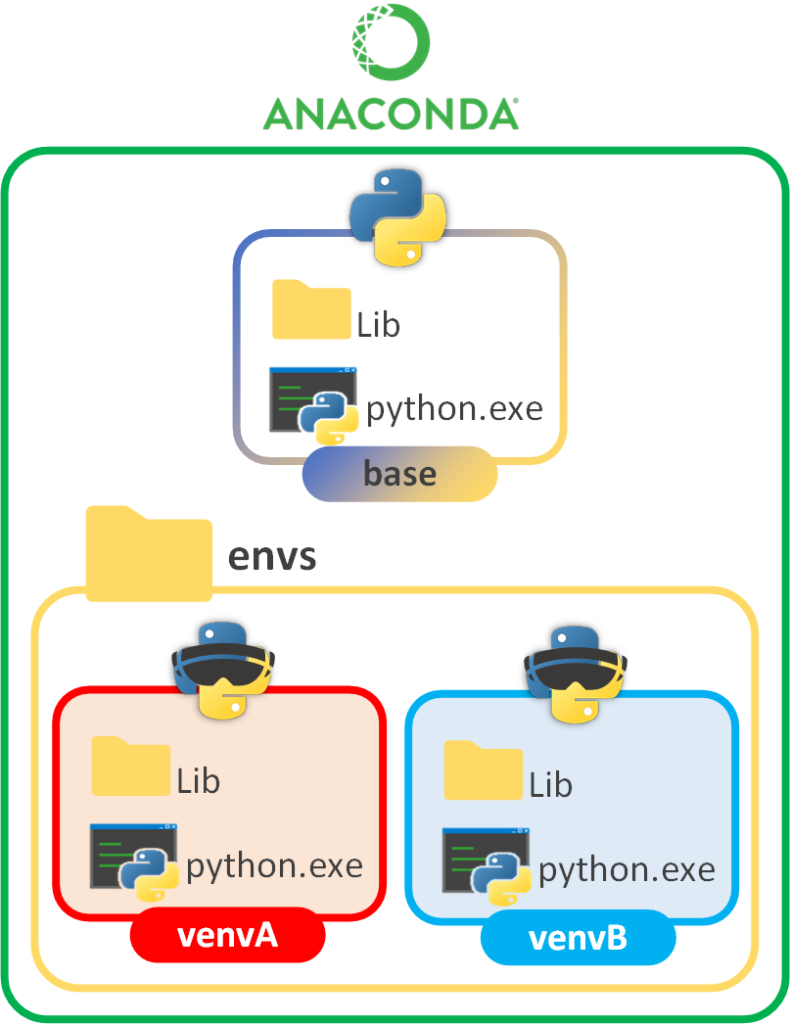 ANACONDA®
Lib
python.exe
base
envs
Lib
python.exe
venvA
Lib
python.exe
venvB